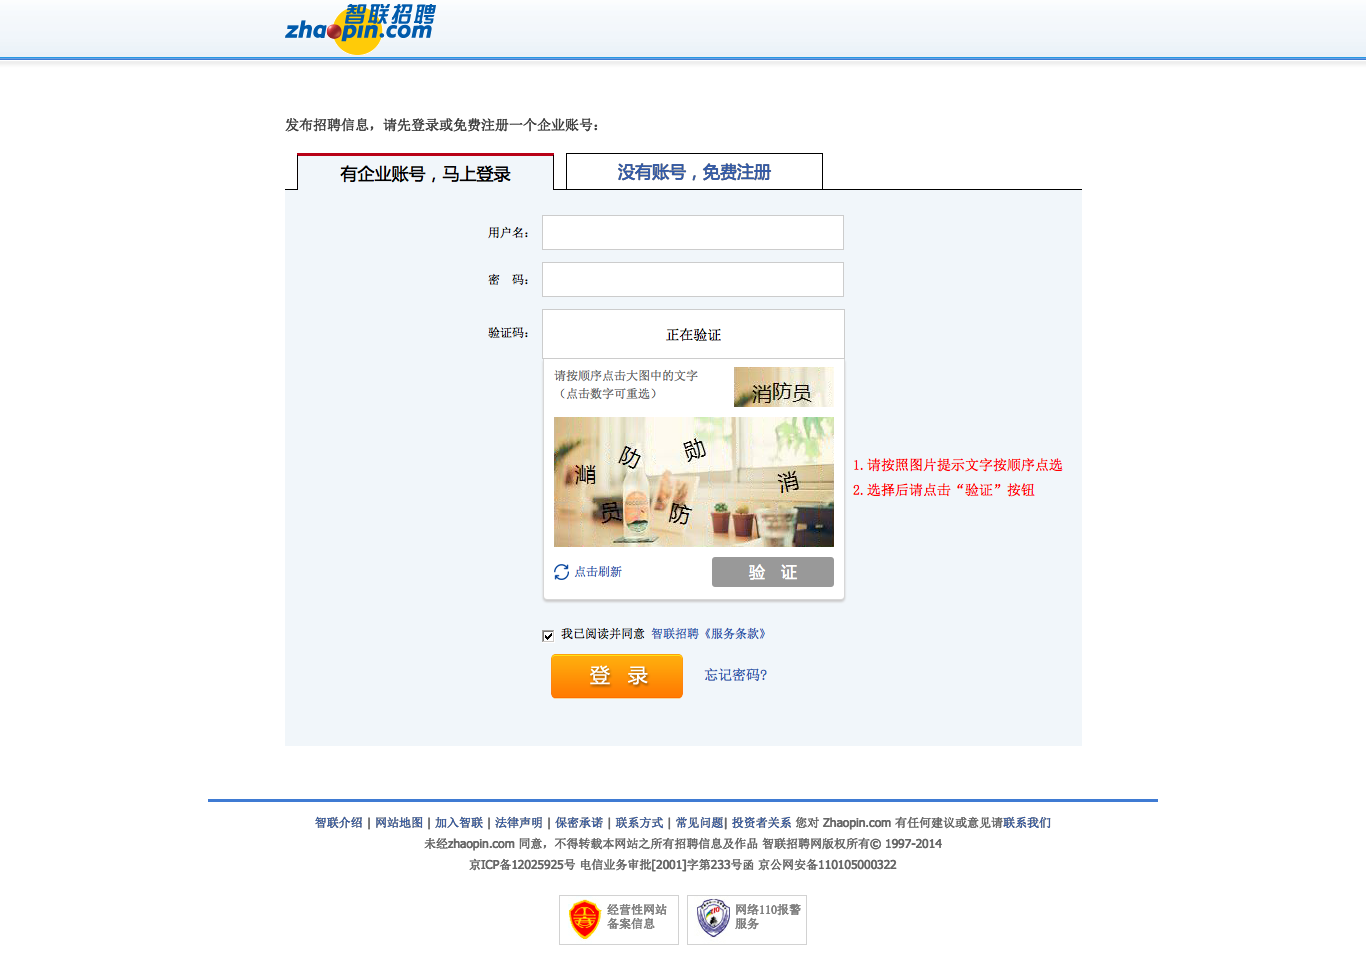 智联招聘
zhaopin.com
发布招聘信息，请先登录或免费注册一个企业账号：
有企业账号，马上登录
没有账号，免费注册
用户名：
密 码：
验证码：
正在验证
请按顺序点击大图中的文字
（点击数字可重选）
消防员
防
勋
消
员
防
1. 请按照图片提示文字按顺序点选
2. 选择后请点击“验证”按钮
点击刷新
验 证
我已阅读并同意 智联招聘《服务条款》
登 录
忘记密码?
智联介绍 | 网站地图 | 加入智联 | 法律声明 | 保密承诺 | 联系方式 | 常见问题| 投资者关系 您对 Zhaopin.com 有任何建议或意见请联系我们
未经zhaopin.com 同意，不得转载本网站之所有招聘信息及作品 智联招聘网版权所有© 1997-2014
京ICP备12025925号 电信业务审批[2001]字第233号函 京公网安备110105000322
经营性网站
备案信息
网络110报警
服务